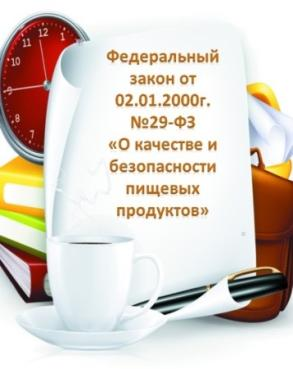 Федеральный
закон от
02.01.2000г.
№29-ФЗ
«О качестве и
безопасности
пищевых
продуктов»